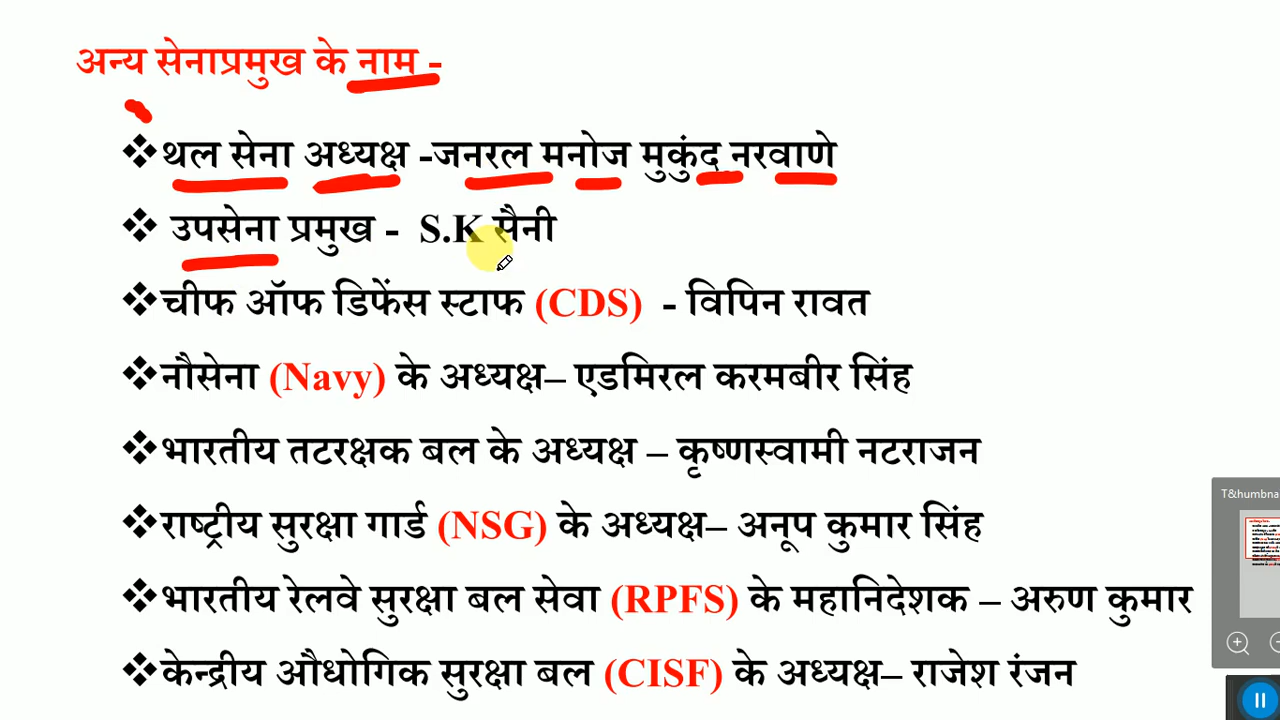 अन्य सेनाप्रमुख के नाम -
❖थल सेना अध्यक्ष -जनरल मनोज मुकुंद नरवाणे
❖ उपसेना प्रमुख - S.K सैनी
❖चीफ ऑफ डिफेंस स्टाफ (CDS) - विपिन रावत
❖नौसेना (Navy) के अध्यक्ष– एडमिरल करमबीर सिंह
❖भारतीय तटरक्षक बल के अध्यक्ष – कृष्णस्वामी नटराजन
❖राष्ट्रीय सुरक्षा गार्ड (NSG) के अध्यक्ष– अनूप कुमार सिंह
❖भारतीय रेलवे सुरक्षा बल सेवा (RPFS) के महानिदेशक – अरुण कुमार
❖केन्द्रीय औधोगिक सुरक्षा बल (CISF) के अध्यक्ष– राजेश रंजन
T&humbna